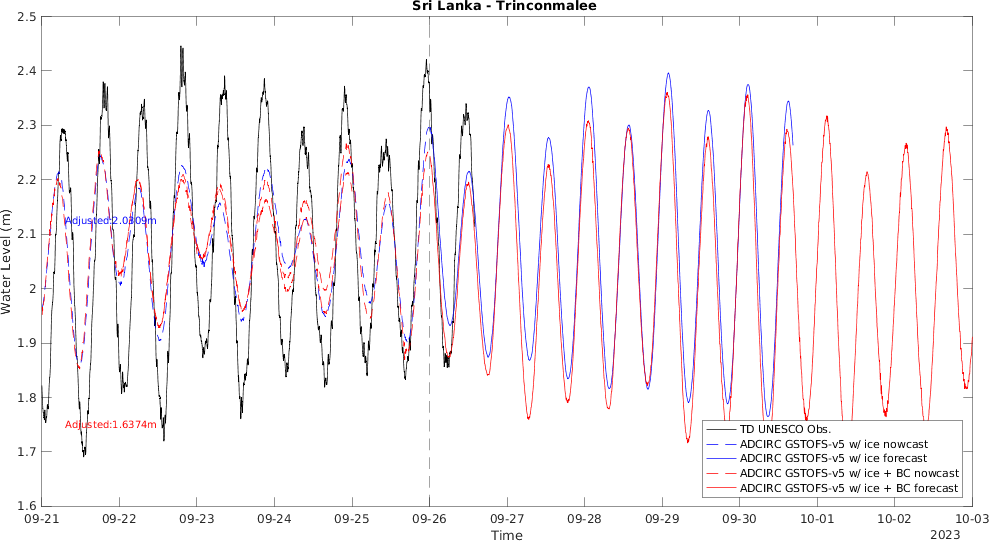 Sri Lanka - Trinconmalee
2.5
2.4
2.3
2.2
2.1
2
1.9
1.8
1.7
1.6
Water Level (m)
Adjusted:2.0309m
Adjusted:1.6374m
TD UNESCO Obs.
ADCIRC GSTOFS-v5 w/ ice nowcast
ADCIRC GSTOFS-v5 w/ ice forecast
ADCIRC GSTOFS-v5 w/ ice + BC nowcast
ADCIRC GSTOFS-v5 w/ ice + BC forecast
09-21 09-22 09-23 09-24 09-25 09-26 09-27 09-28 09-29 09-30 10-01 10-02 10-03
Time
2023